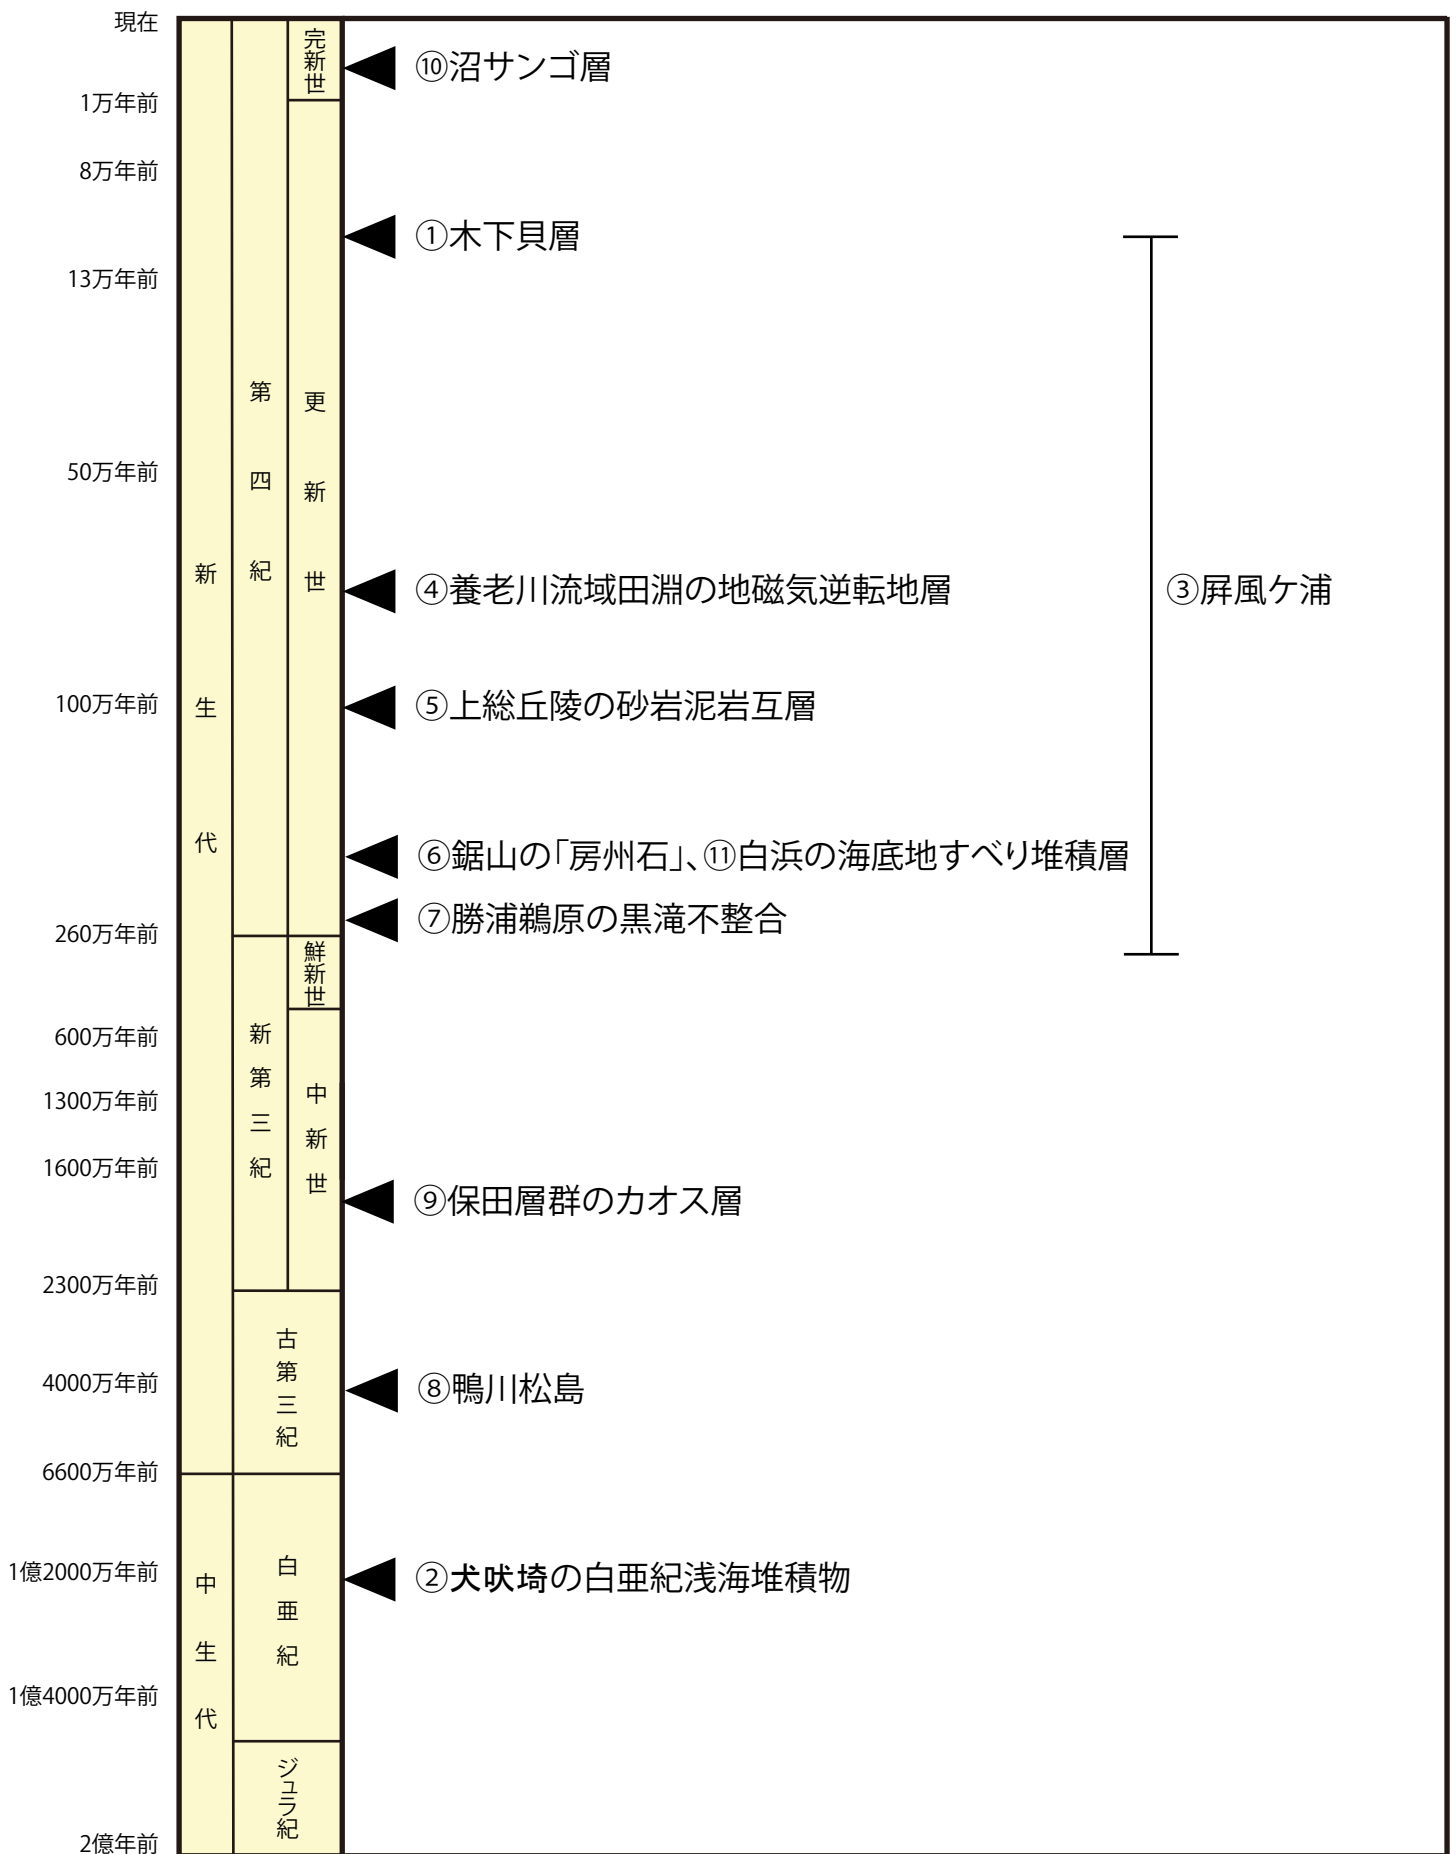 現在
1万年前
8万年前
13万年前
50万年前
100万年前
260万年前
600万年前
1300万年前
1600万年前
2300万年前
4000万年前
6600万年前
1億2000万年前
1億4000万年前
2億年前
新生代
中生代
第四紀
新第三紀
古第三紀
白亜紀
ジュラ紀
完新世
更新世
鮮新世
中新世
⑩沼サンゴ層
①木下貝層
④養老川流域田淵の地磁気逆転地層
③屏風ケ浦
⑤上総丘陵の砂岩泥岩互層
⑥鋸山の「房州石」、⑪白浜の海底地すべり堆積層
⑦勝浦鵜原の黒滝不整合
⑨保田層群のカオス層
⑧鴨川松島
②犬吠埼の白亜紀浅海堆積物